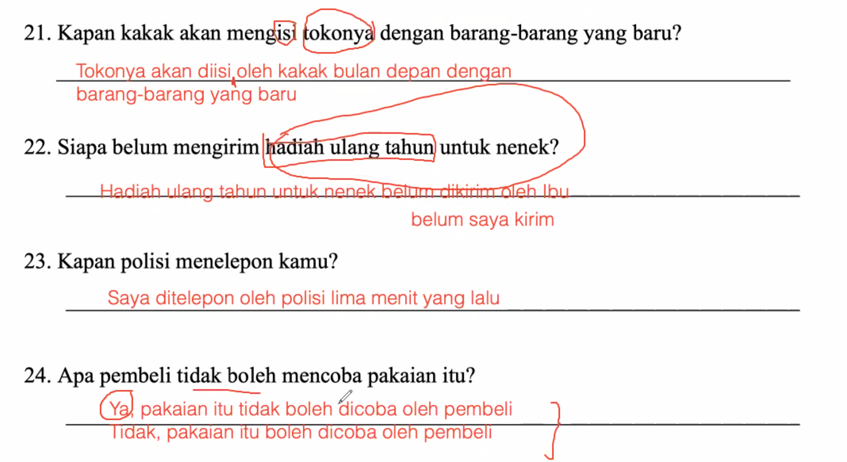 21. Kapan kakak akan mengisi tokonya dengan barang-barang yang baru?
Tokonya akan diisi oleh kakak bulan depan dengan
barang-barang yang baru
22. Siapa belum mengirim hadiah ulang tahun untuk nenek?
Hadiah ulang tahun untuk nenek belum dikirim oleh Ibu
belum saya kirim
23. Kapan polisi menelepon kamu?
Saya ditelepon oleh polisi lima menit yang lalu
24. Apa pembeli tidak boleh mencoba pakaian itu?
Ya, pakaian itu tidak boleh dicoba oleh pembeli
Tidak, pakaian itu boleh dicoba oleh pembeli